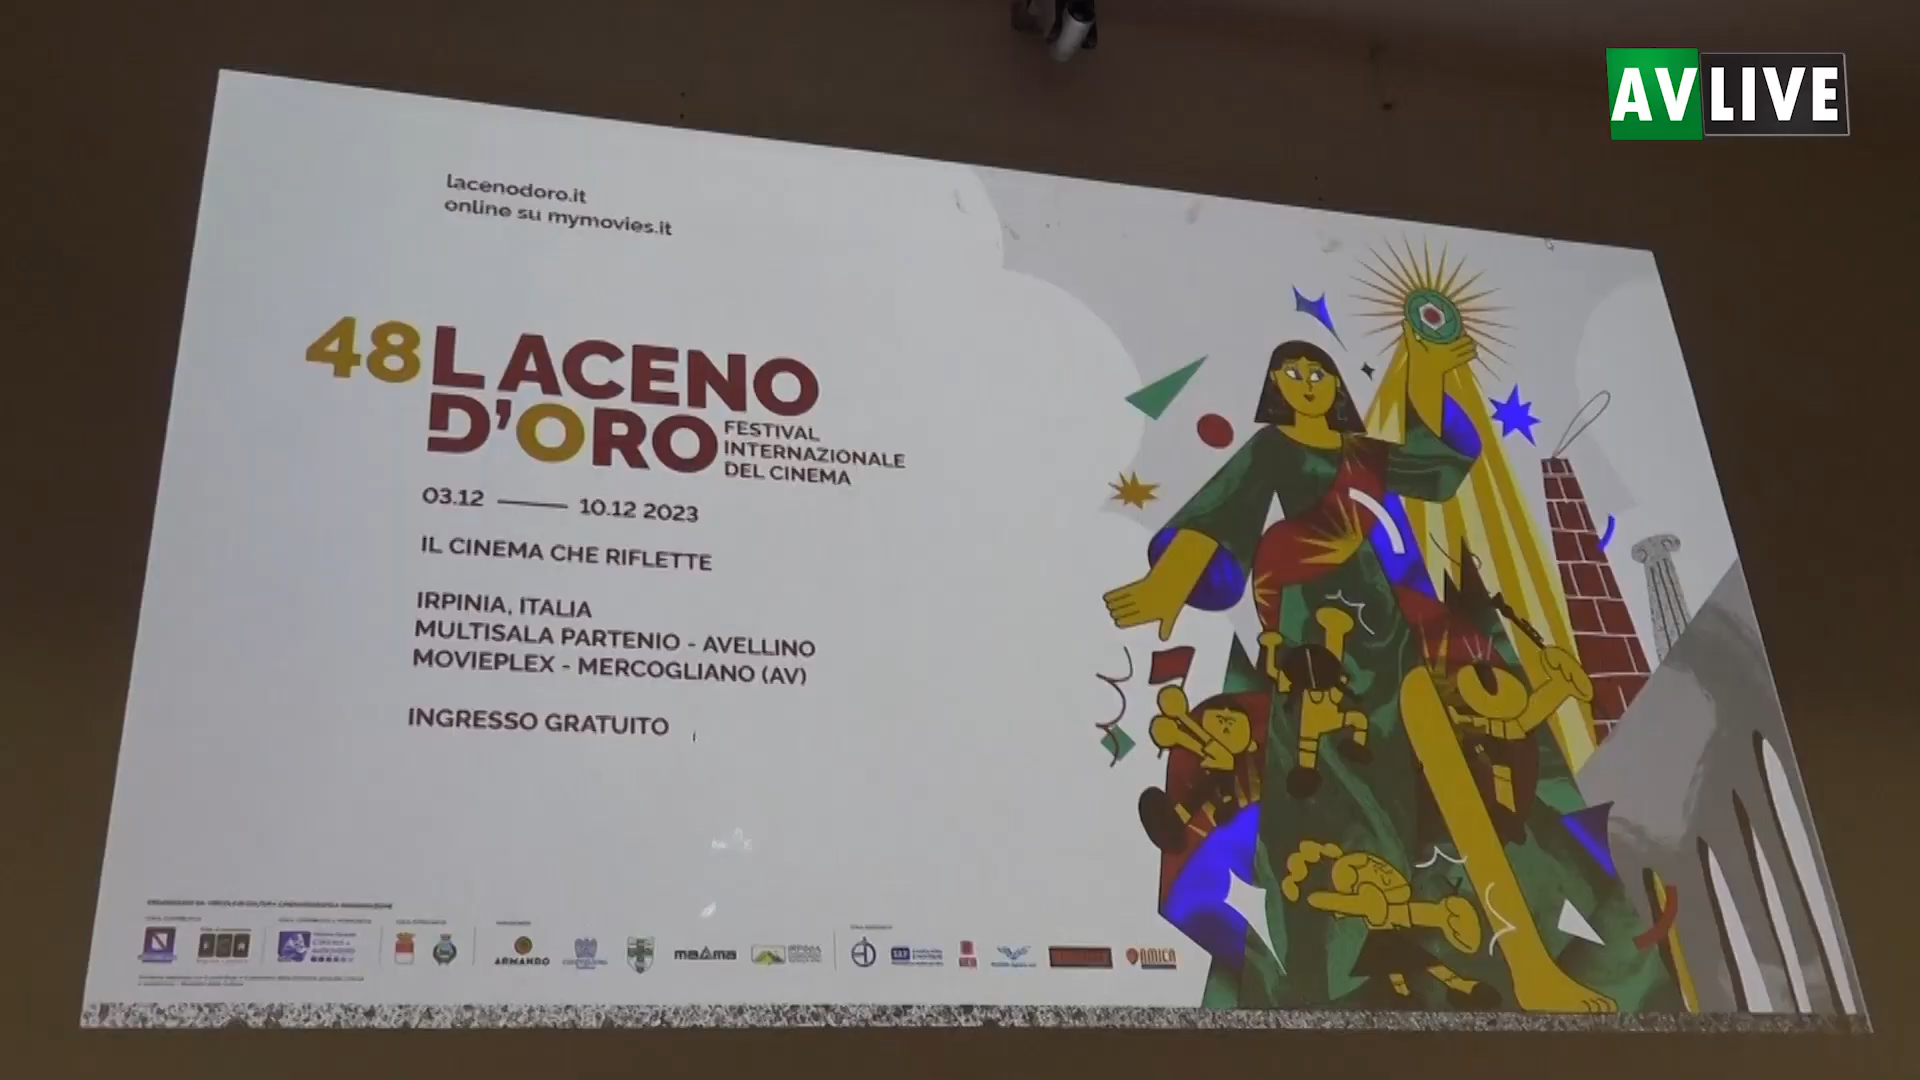 AVLIVE
lacenodoro.it
online su mymovies.it
48 LACENO
D'ORO
FESTIVAL
INTERNAZIONALE
DEL CINEMA
03.12 — 10.12 2023
IL CINEMA CHE RIFLETTE
IRPINIA, ITALIA
MULTISALA PARTENIO - AVELLINO
MOVIEPLEX - MERCOGLIANO (AV)
INGRESSO GRATUITO
ARMANDO
AMICA